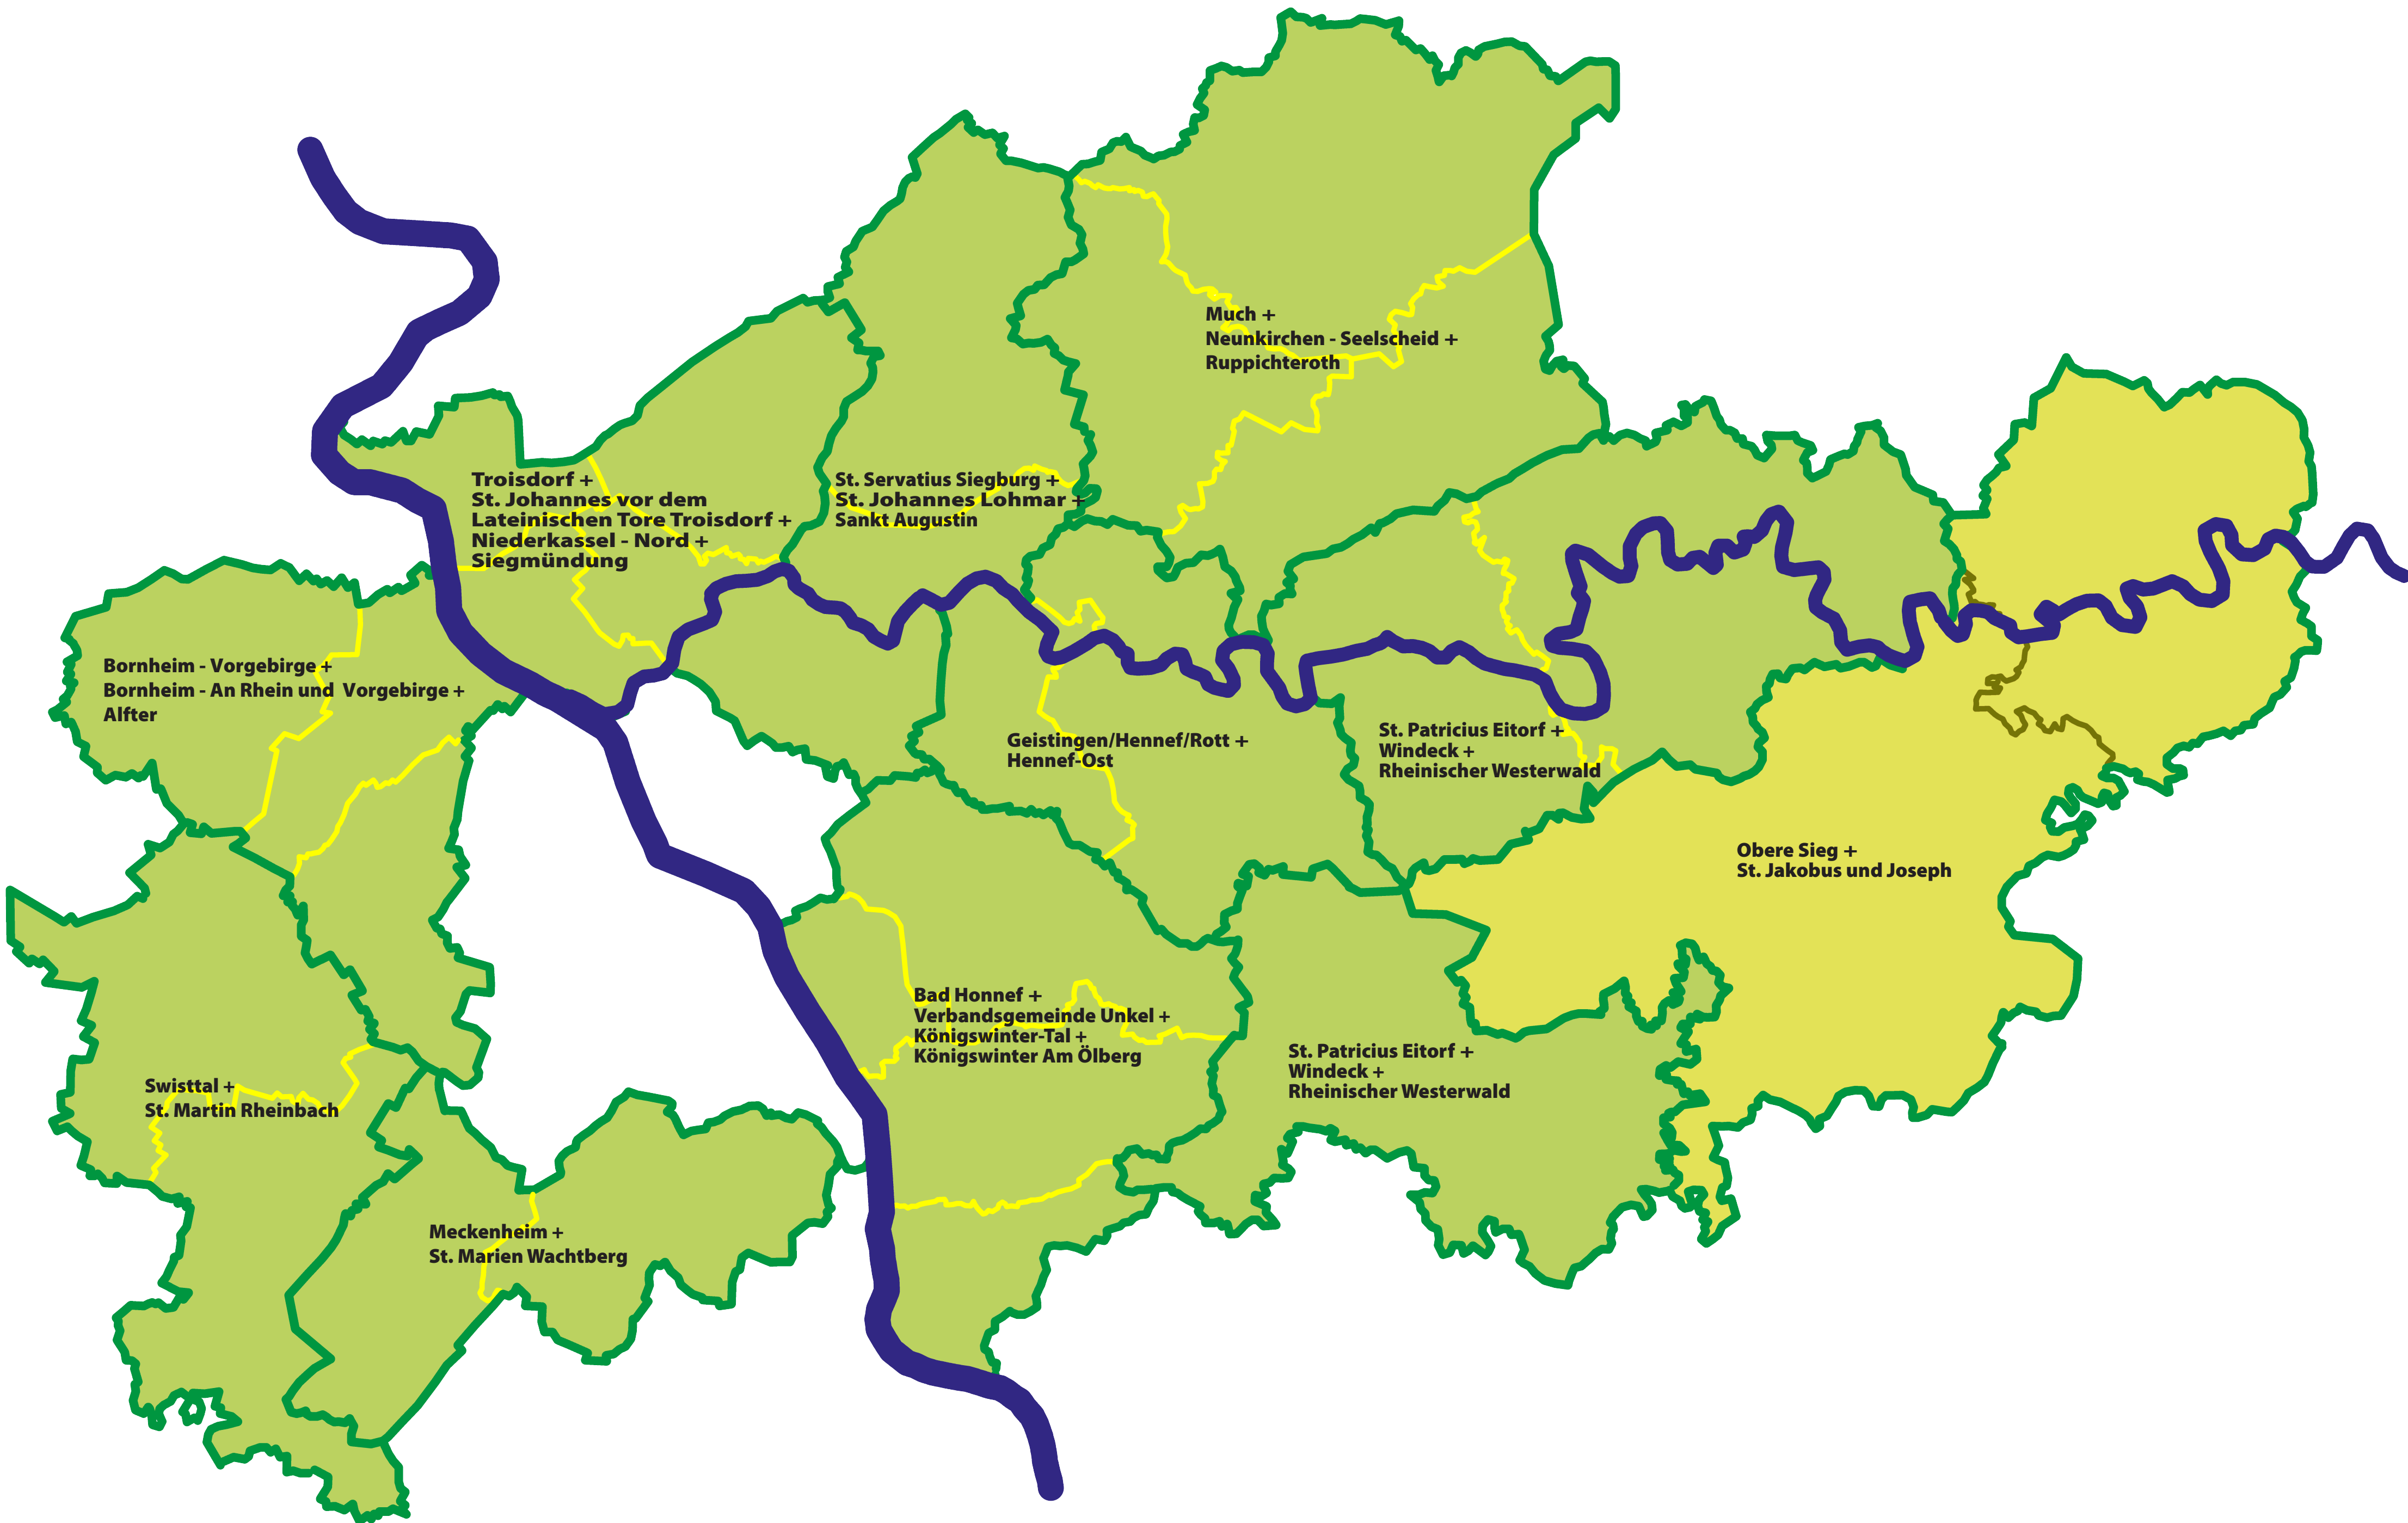 Much +
Neunkirchen - Seelscheid +
Ruppichteroth
Troisdorf +
St. Johannes vor dem
Lateinischen Tore Troisdorf +
Niederkassel - Nord +
Siegmündung
St. Servatius Siegburg +
St. Johannes Lohmar +
Sankt Augustin
Bornheim - Vorgebirge +
Bornheim - An Rhein und Vorgebirge +
Alfter
Geistingen/Hennef/Rott +
Hennef-Ost
St. Patricius Eitorf +
Windeck +
Rheinischer Westerwald
Obere Sieg +
St. Jakobus und Joseph
Bad Honnef +
Verbandsgemeinde Unkel +
Königswinter-Tal +
Königswinter Am Ölberg
St. Patricius Eitorf +
Windeck +
Rheinischer Westerwald
Swisttal +
St. Martin Rheinbach
Meckenheim +
St. Marien Wachtberg